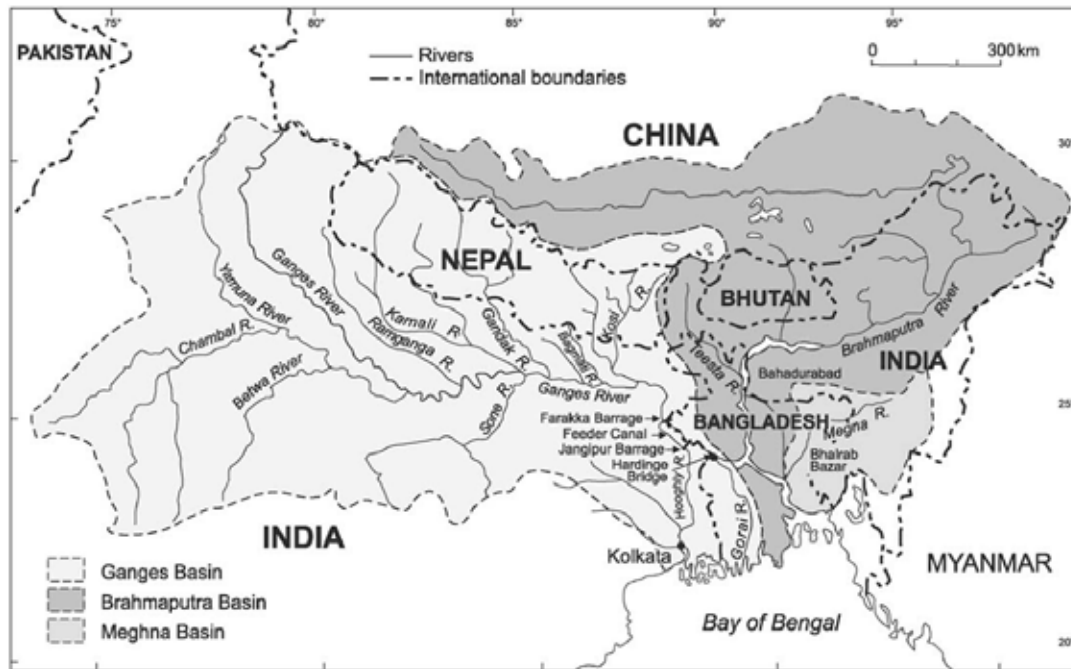 75°
80°
85°
90°
95°
PAKISTAN
Rivers
International boundaries
0 300 km
CHINA
30°
NEPAL
BHUTAN
Yamuna River
Ganges River
Chambal R.
Karnali R.
Ramganga R.
Gandak R.
Bagmati R.
Kosi R.
Teesta R.
Brahmaputra River
INDIA
Betwa River
Sone R.
Ganges River
Bahadurabad
25°
Farakka Barrage
Feeder Canal
Jangipur Barrage
Hardinge
Bridge
BANGLADESH
Megna R.
Bhairab
Bazar
Hooghly R.
Gorai R.
INDIA
Kolkata
MYANMAR
Ganges Basin
Brahmaputra Basin
Meghna Basin
Bay of Bengal
20°